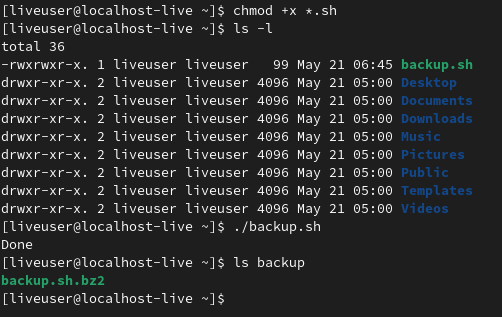 [liveuser@localhost-live ~]$ chmod +x *.sh
[liveuser@localhost-live ~]$ ls -l
total 36
-rwxrwxr-x. 1 liveuser liveuser   99 May 21 06:45 backup.sh
drwxr-xr-x. 2 liveuser liveuser 4096 May 21 05:00 Desktop
drwxr-xr-x. 2 liveuser liveuser 4096 May 21 05:00 Documents
drwxr-xr-x. 2 liveuser liveuser 4096 May 21 05:00 Downloads
drwxr-xr-x. 2 liveuser liveuser 4096 May 21 05:00 Music
drwxr-xr-x. 2 liveuser liveuser 4096 May 21 05:00 Pictures
drwxr-xr-x. 2 liveuser liveuser 4096 May 21 05:00 Public
drwxr-xr-x. 2 liveuser liveuser 4096 May 21 05:00 Templates
drwxr-xr-x. 2 liveuser liveuser 4096 May 21 05:00 Videos
[liveuser@localhost-live ~]$ ./backup.sh
Done
[liveuser@localhost-live ~]$ ls backup
backup.sh.bz2
[liveuser@localhost-live ~]$